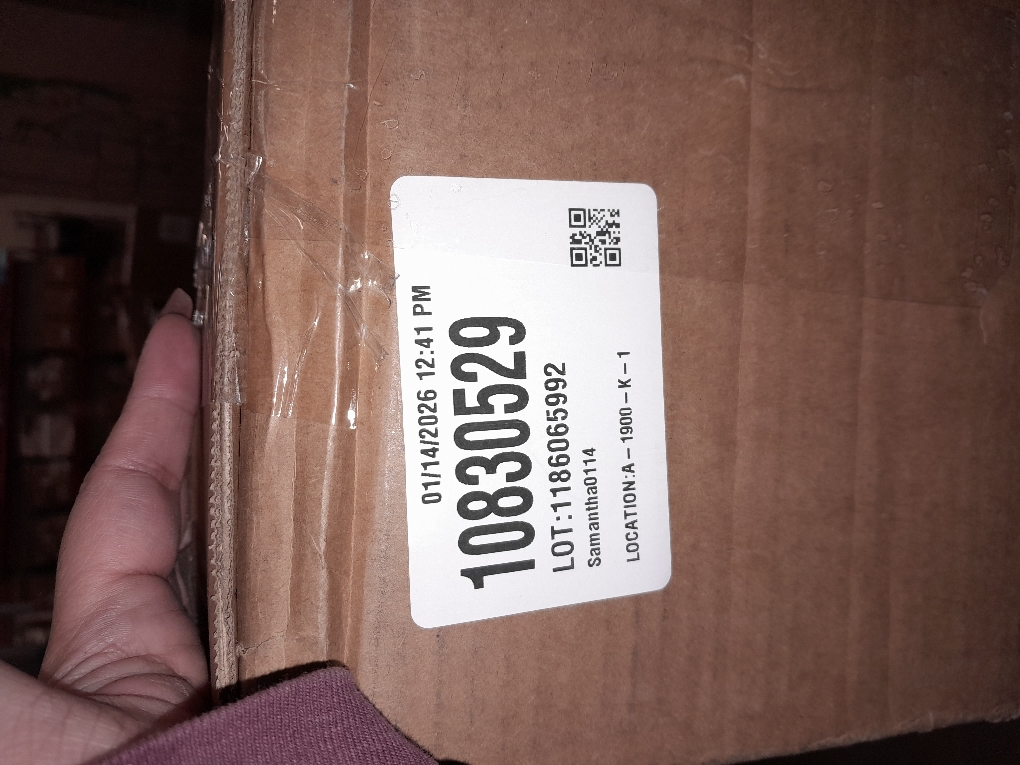 01/14/2026 12:41 PM
10830529
LOT:1186065992
Samantha0114
LOCATION:A-1900-K-1